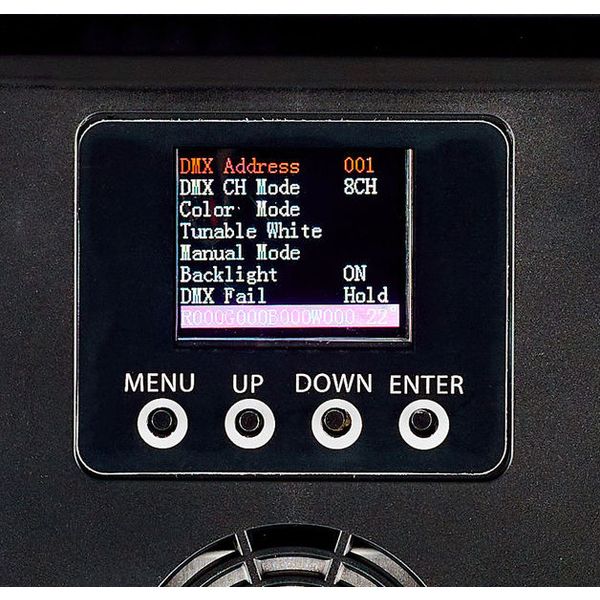 DMX Address 001
DMX CH Mode 8CH
Color Mode
Tunable White
Manual Mode
Backlight ON
DMX Fail Hold
R000G000B000W000 22°
MENU UP DOWN ENTER